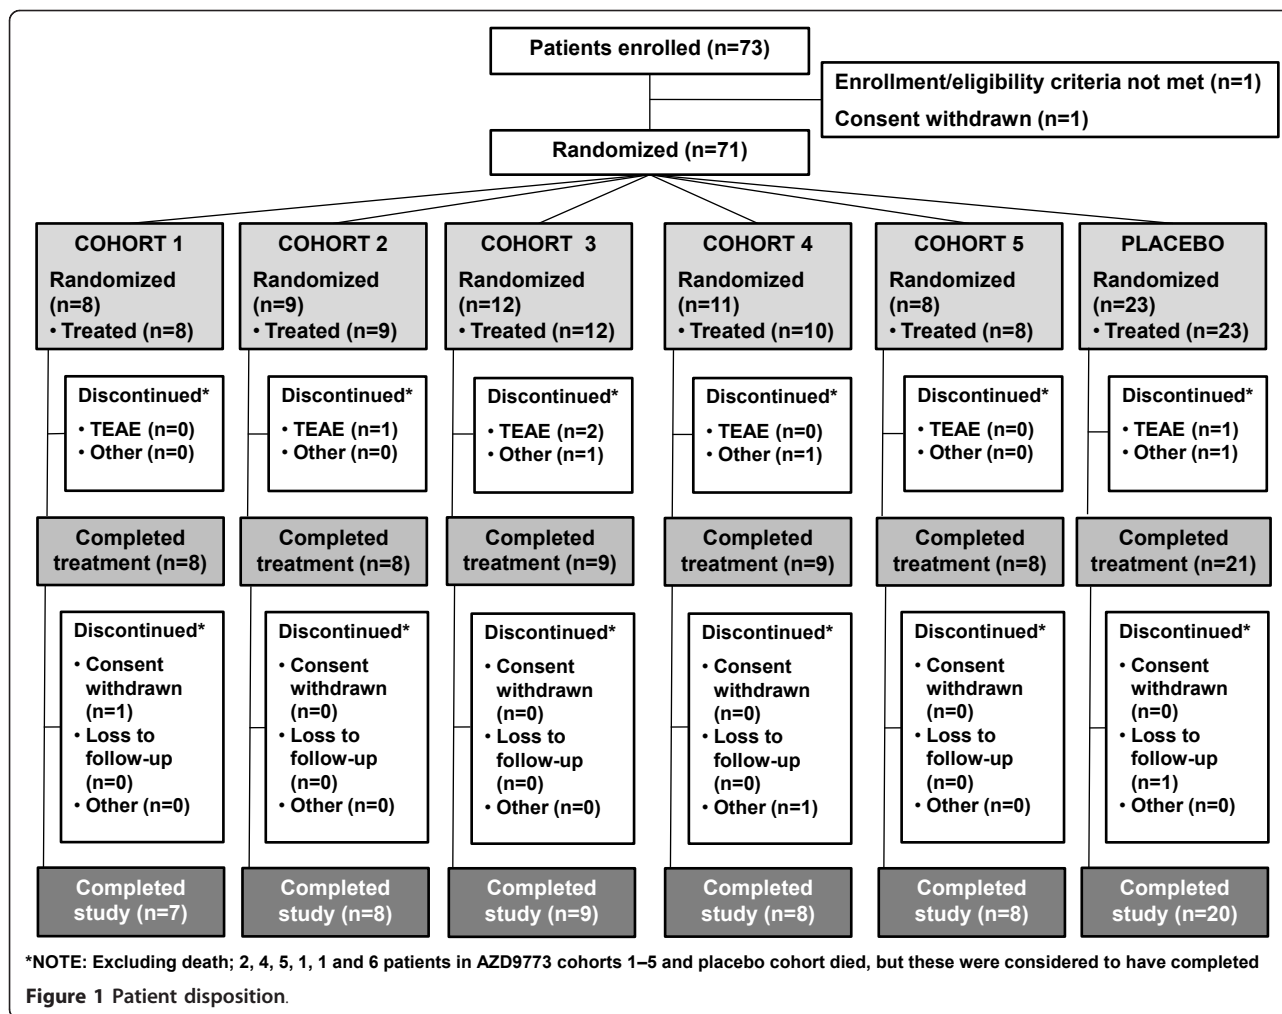 Patients enrolled (n=73)
Enrollment/eligibility criteria not met (n=1)
Consent withdrawn (n=1)
Randomized (n=71)
COHORT 1
Randomized
(n=8)
• Treated (n=8)
COHORT 2
Randomized
(n=9)
• Treated (n=9)
COHORT 3
Randomized
(n=12)
• Treated (n=12)
COHORT 4
Randomized
(n=11)
• Treated (n=10)
COHORT 5
Randomized
(n=8)
• Treated (n=8)
PLACEBO
Randomized
(n=23)
• Treated (n=23)
Discontinued*
• TEAE (n=0)
• Other (n=0)
Discontinued*
• TEAE (n=1)
• Other (n=0)
Discontinued*
• TEAE (n=2)
• Other (n=1)
Discontinued*
• TEAE (n=0)
• Other (n=1)
Discontinued*
• TEAE (n=0)
• Other (n=0)
Discontinued*
• TEAE (n=1)
• Other (n=1)
Completed
treatment (n=8)
Completed
treatment (n=8)
Completed
treatment (n=9)
Completed
treatment (n=9)
Completed
treatment (n=8)
Completed
treatment (n=21)
Discontinued*
• Consent
withdrawn
(n=1)
• Loss to
follow-up
(n=0)
• Other (n=0)
Discontinued*
• Consent
withdrawn
(n=0)
• Loss to
follow-up
(n=0)
• Other (n=0)
Discontinued*
• Consent
withdrawn
(n=0)
• Loss to
follow-up
(n=0)
• Other (n=0)
Discontinued*
• Consent
withdrawn
(n=0)
• Loss to
follow-up
(n=0)
• Other (n=1)
Discontinued*
• Consent
withdrawn
(n=0)
• Loss to
follow-up
(n=0)
• Other (n=0)
Discontinued*
• Consent
withdrawn
(n=0)
• Loss to
follow-up
(n=1)
• Other (n=0)
Completed
study (n=7)
Completed
study (n=8)
Completed
study (n=9)
Completed
study (n=8)
Completed
study (n=8)
Completed
study (n=20)
*NOTE: Excluding death; 2, 4, 5, 1, 1 and 6 patients in AZD9773 cohorts 1–5 and placebo cohort died, but these were considered to have completed
Figure 1 Patient disposition.